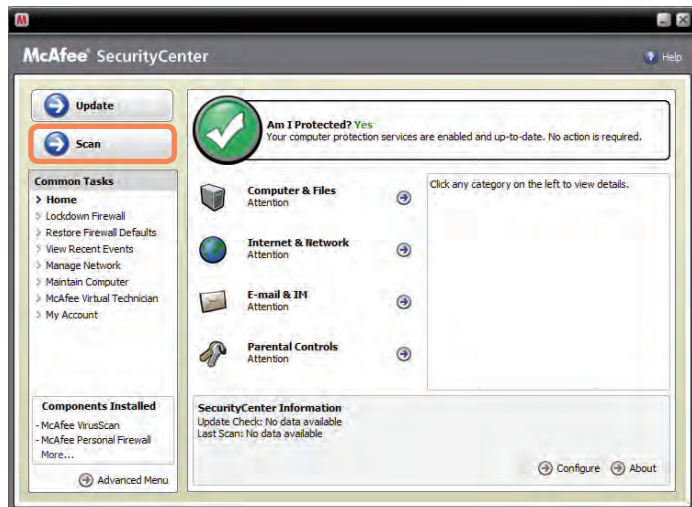 McAfee® SecurityCenter
Help
Update
Scan
Am I Protected? Yes
Your computer protection services are enabled and up-to-date. No action is required.
Common Tasks
Home
Lockdown Firewall
Restore Firewall Defaults
View Recent Events
Manage Network
Maintain Computer
McAfee Virtual Technician
My Account
Computer & Files
Attention
Internet & Network
Attention
E-mail & IM
Attention
Parental Controls
Attention
Click any category on the left to view details.
Components Installed
- McAfee VirusScan
- McAfee Personal Firewall
More...
Advanced Menu
SecurityCenter Information
Update Check: No data available
Last Scan: No data available
Configure
About